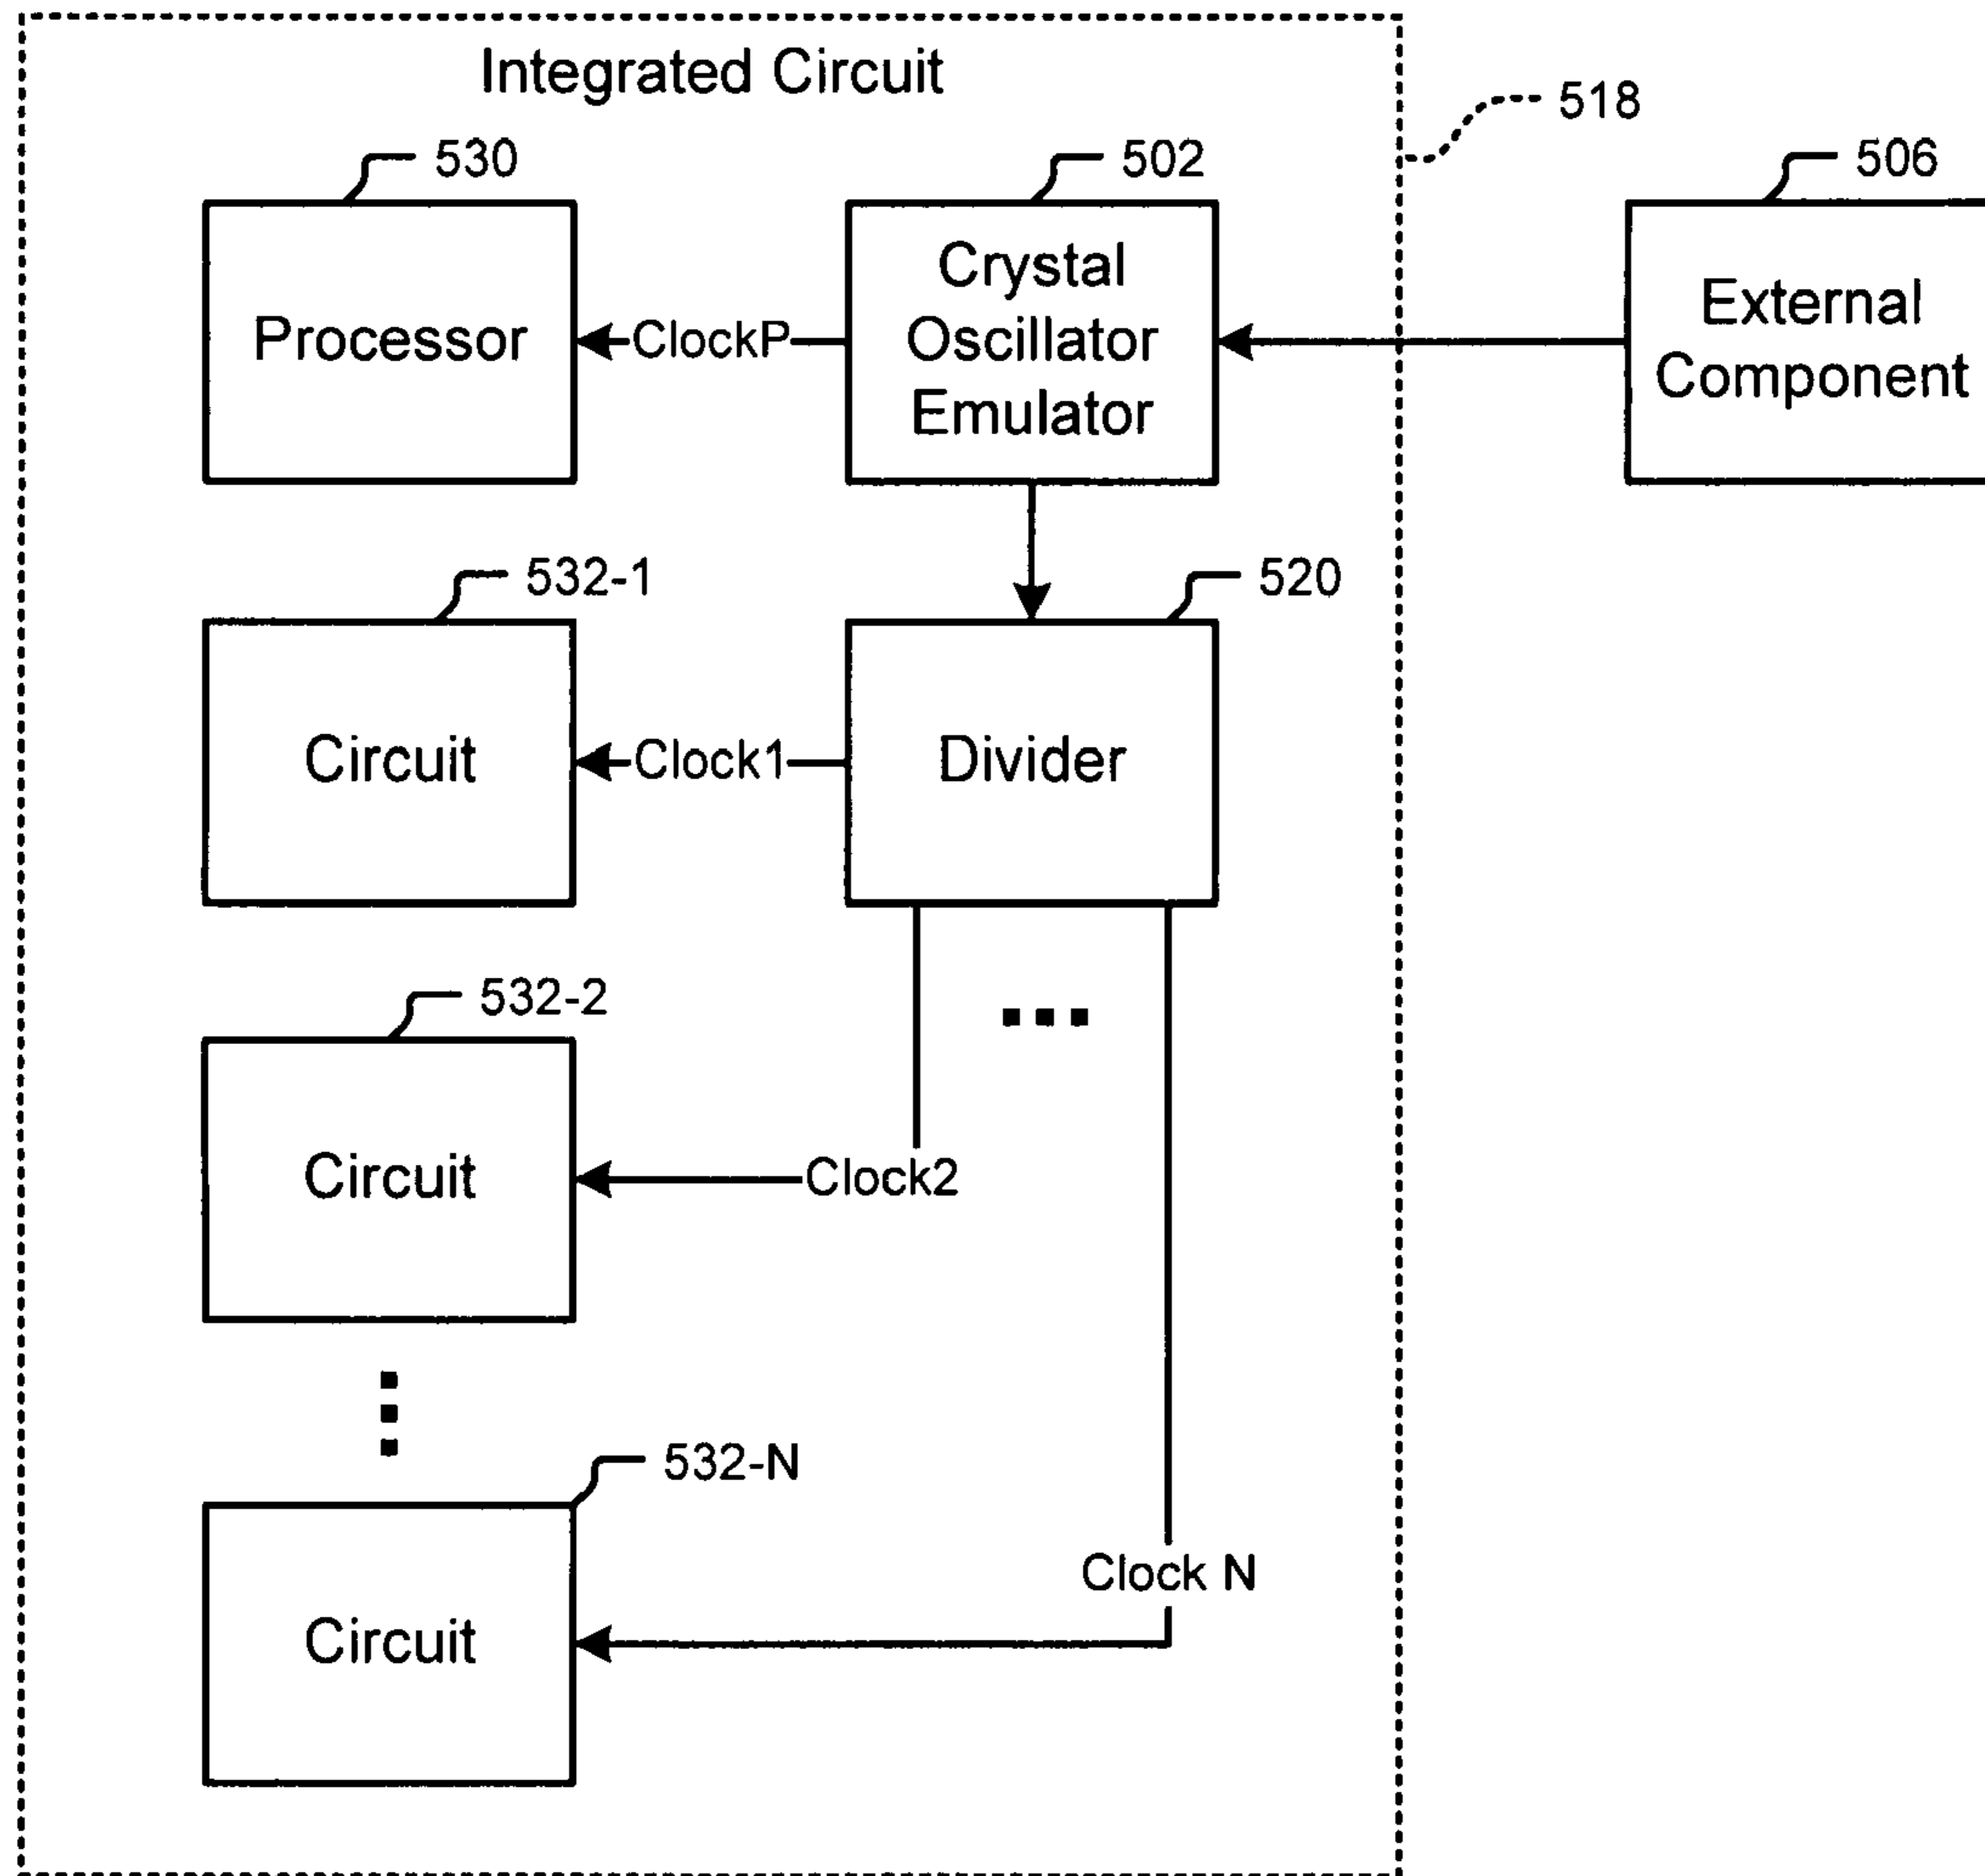 Integrated Circuit
518
530
502
506
Processor
ClockP
Crystal
Oscillator
Emulator
External
Component
532-1
520
Circuit
Clock1
Divider
532-2
Circuit
Clock2
532-N
Circuit
Clock N